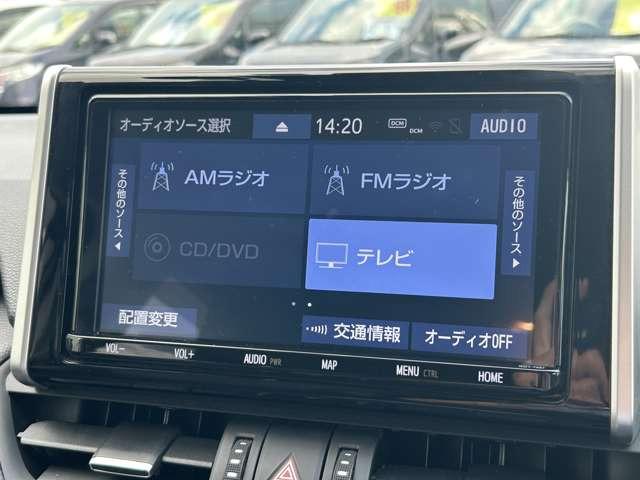 オーディオソース選択 14:20 DCM DCM AUDIO
その他のソース
AMラジオ
FMラジオ
CD/DVD
テレビ
その他のソース
配置変更
交通情報
オーディオOFF
VOL− VOL+ AUDIO PWR MAP MENU CTRL HOME